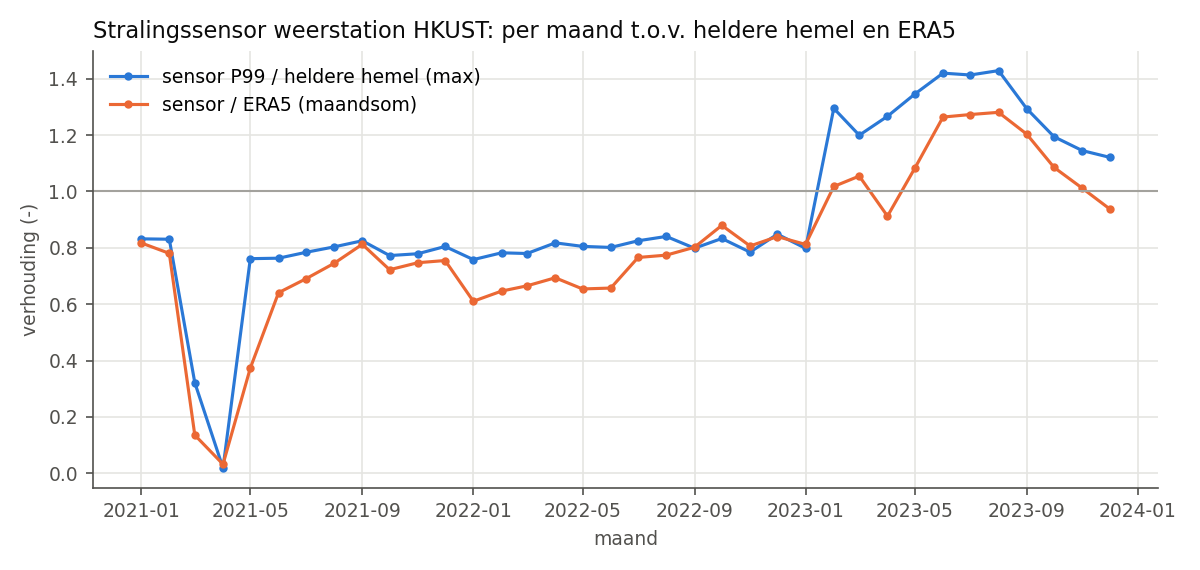 Stralingssensor weerstation HKUST: per maand t.o.v. heldere hemel en ERA5
sensor P99 / heldere hemel (max)
sensor / ERA5 (maandsom)
verhouding (-)
1.4
1.2
1.0
0.8
0.6
0.4
0.2
0.0
2021-01 2021-05 2021-09 2022-01 2022-05 2022-09 2023-01 2023-05 2023-09 2024-01
maand